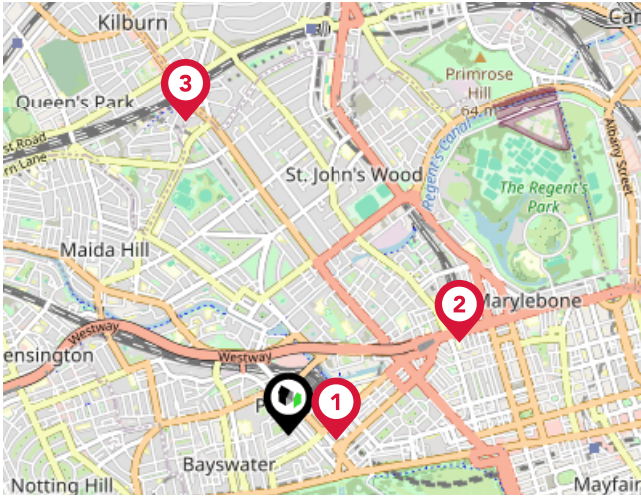 Kilburn
Cam
Primrose
Hill
64 m
3
Queen's Park
Albany Street
st Road
rn Lane
Regent's Canal
St. John's Wood
The Regent's
Park
Maida Hill
2
Marylebone
Westway
ensington
Westway
P
1
Bayswater
Notting Hill
Mayfair